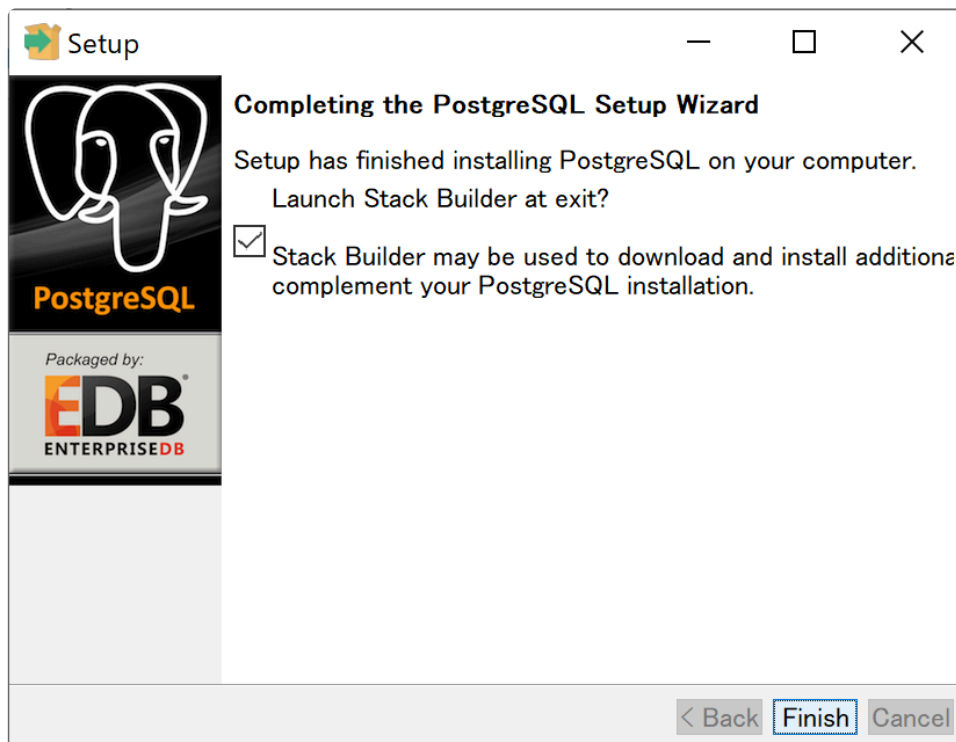 Setup
Completing the PostgreSQL Setup Wizard
Setup has finished installing PostgreSQL on your computer.
Launch Stack Builder at exit?
Stack Builder may be used to download and install additiona
complement your PostgreSQL installation.
PostgreSQL
Packaged by:
EDB
ENTERPRISEDB
< Back
Finish
Cancel